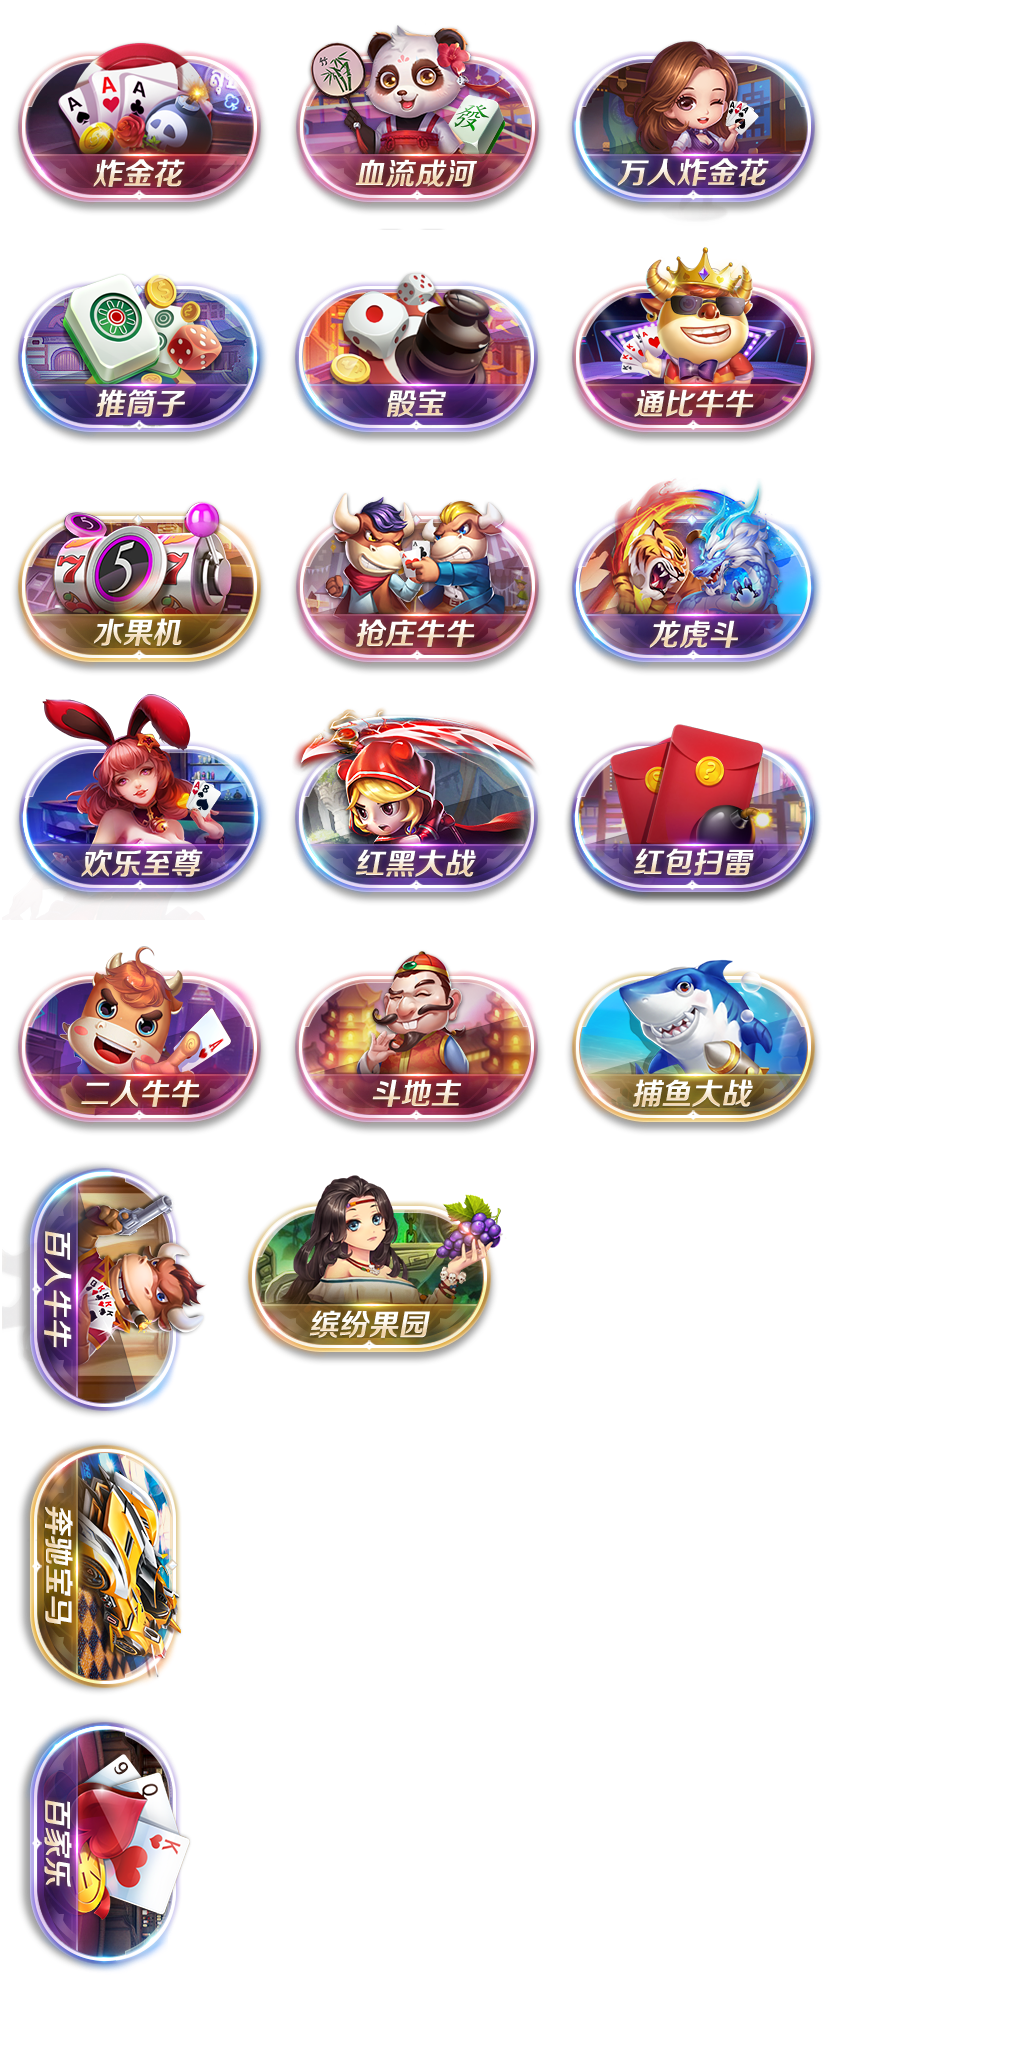 炸金花
血流成河
万人炸金花
推筒子
骰宝
通比牛牛
水果机
抢庄牛牛
龙虎斗
欢乐至尊
红黑大战
红包扫雷
二人牛牛
斗地主
捕鱼大战
百人牛牛
缤纷果园
奔驰宝马
百家乐